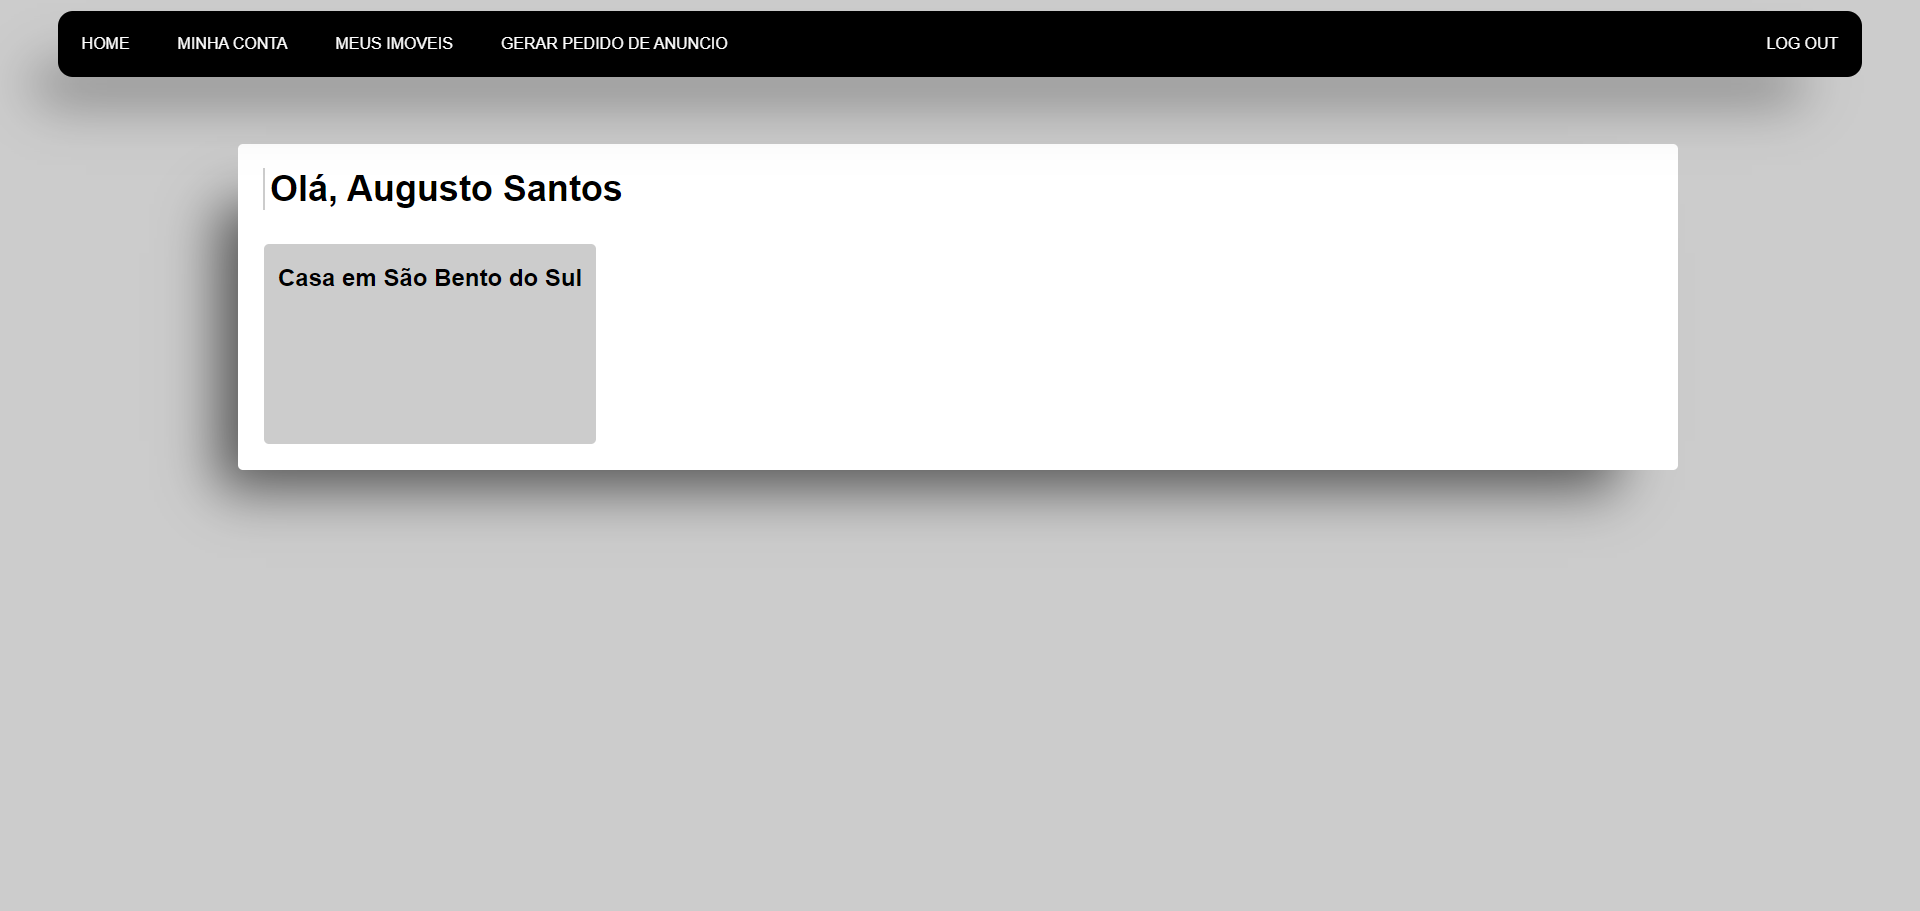 HOME MINHA CONTA MEUS IMOVEIS GERAR PEDIDO DE ANUNCIO LOG OUT
Olá, Augusto Santos
Casa em São Bento do Sul